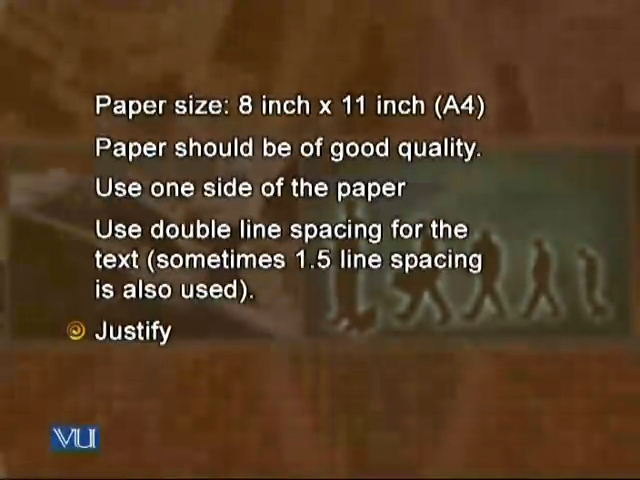 Paper size: 8 inch x 11 inch (A4)
Paper should be of good quality.
Use one side of the paper
Use double line spacing for the
text (sometimes 1.5 line spacing
is also used).
Justify
VU